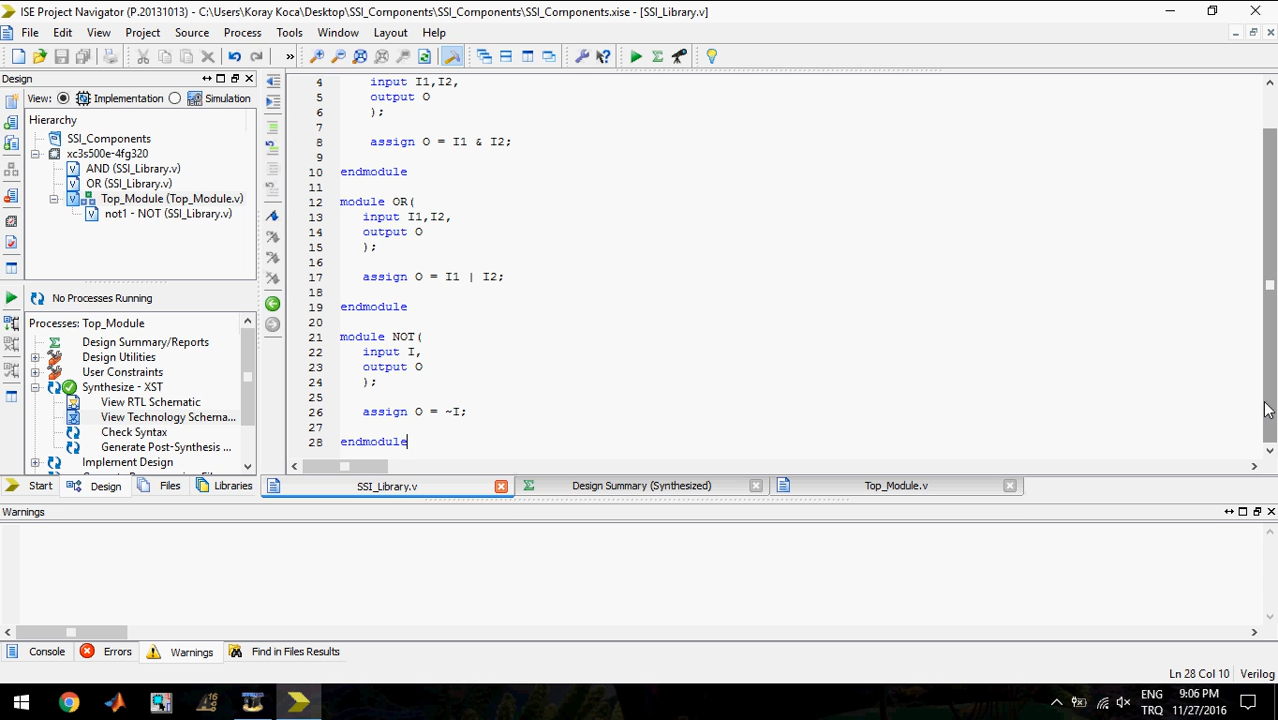 ISE Project Navigator (P.20131013) - C:\Users\Koray Koca\Desktop\SSI_Components\SSI_Components\SSI_Components.xise - [SSI_Library.v]
File Edit View Project Source Process Tools Window Layout Help
Design
View: Implementation Simulation
Hierarchy
SSI_Components
xc3s500e-4fg320
AND (SSI_Library.v)
OR (SSI_Library.v)
Top_Module (Top_Module.v)
not1 - NOT (SSI_Library.v)
No Processes Running
Processes: Top_Module
Design Summary/Reports
Design Utilities
User Constraints
Synthesize - XST
View RTL Schematic
View Technology Schema...
Check Syntax
Generate Post-Synthesis ...
Implement Design
Start Design Files Libraries
4 input I1,I2,
5 output O
6 );
7
8 assign O = I1 & I2;
9
10 endmodule
11
12 module OR(
13 input I1,I2,
14 output O
15 );
16
17 assign O = I1 | I2;
18
19 endmodule
20
21 module NOT(
22 input I,
23 output O
24 );
25
26 assign O = ~I;
27
28 endmodule
SSI_Library.v Design Summary (Synthesized) Top_Module.v
Warnings
Console Errors Warnings Find in Files Results
Ln 28 Col 10 Verilog
ENG 9:06 PM
TRQ 11/27/2016